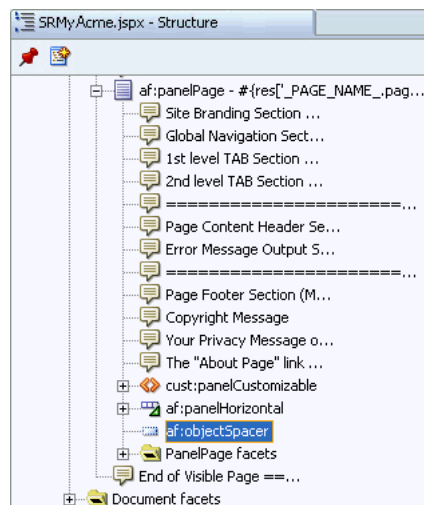 SRMyAcme.jspx - Structure
af:panelPage - #{res['_PAGE_NAME_.pag...
Site Branding Section ...
Global Navigation Sect...
1st level TAB Section ...
2nd level TAB Section ...
========================...
Page Content Header Se...
Error Message Output S...
========================...
Page Footer Section (M...
Copyright Message
Your Privacy Message o...
The "About Page" link ...
cust:panelCustomizable
af:panelHorizontal
af:objectSpacer
PanelPage facets
End of Visible Page ==...
Document facets